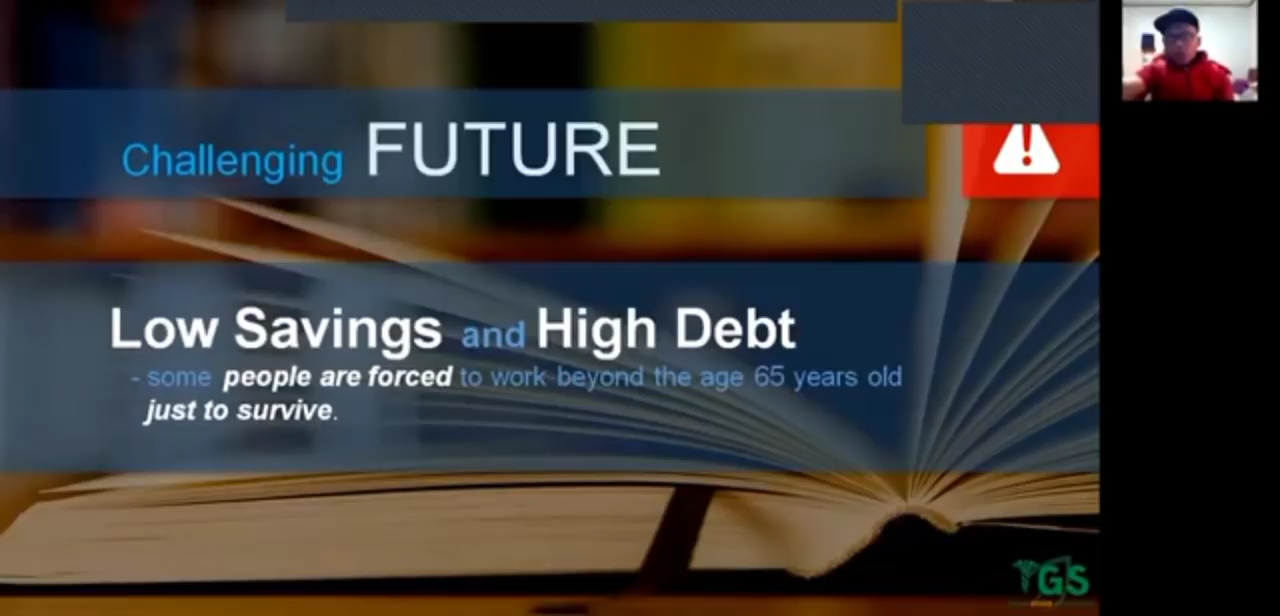 Challenging FUTURE
Low Savings and High Debt
- some people are forced to work beyond the age 65 years old
just to survive.
GS